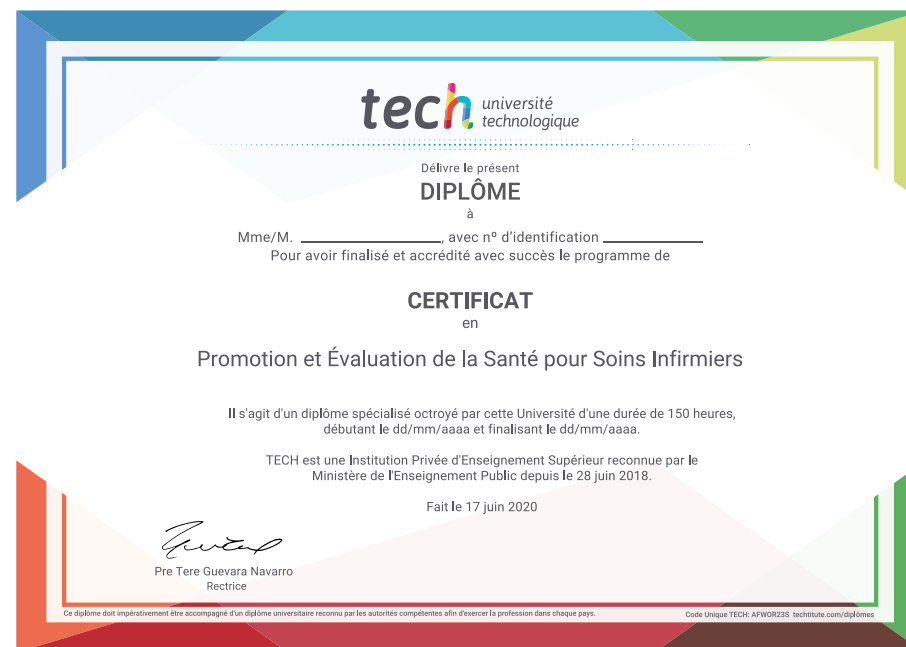 tech université
technologique
Délivre le présent
DIPLÔME
à
Mme/M. ____________________, avec nº d'identification ______________
Pour avoir finalisé et accrédité avec succès le programme de
CERTIFICAT
en
Promotion et Évaluation de la Santé pour Soins Infirmiers
Il s'agit d'un diplôme spécialisé octroyé par cette Université d'une durée de 150 heures,
débutant le dd/mm/aaaa et finalisant le dd/mm/aaaa.
TECH est une Institution Privée d'Enseignement Supérieur reconnue par le
Ministère de l'Enseignement Public depuis le 28 juin 2018.
Fait le 17 juin 2020
Pre Tere Guevara Navarro
Rectrice
Ce diplôme doit impérativement être accompagné d'un diplôme universitaire reconnu par les autorités compétentes afin d'exercer la profession dans chaque pays.
Code Unique TECH: AFWOR23S techtitute.com/diplômes